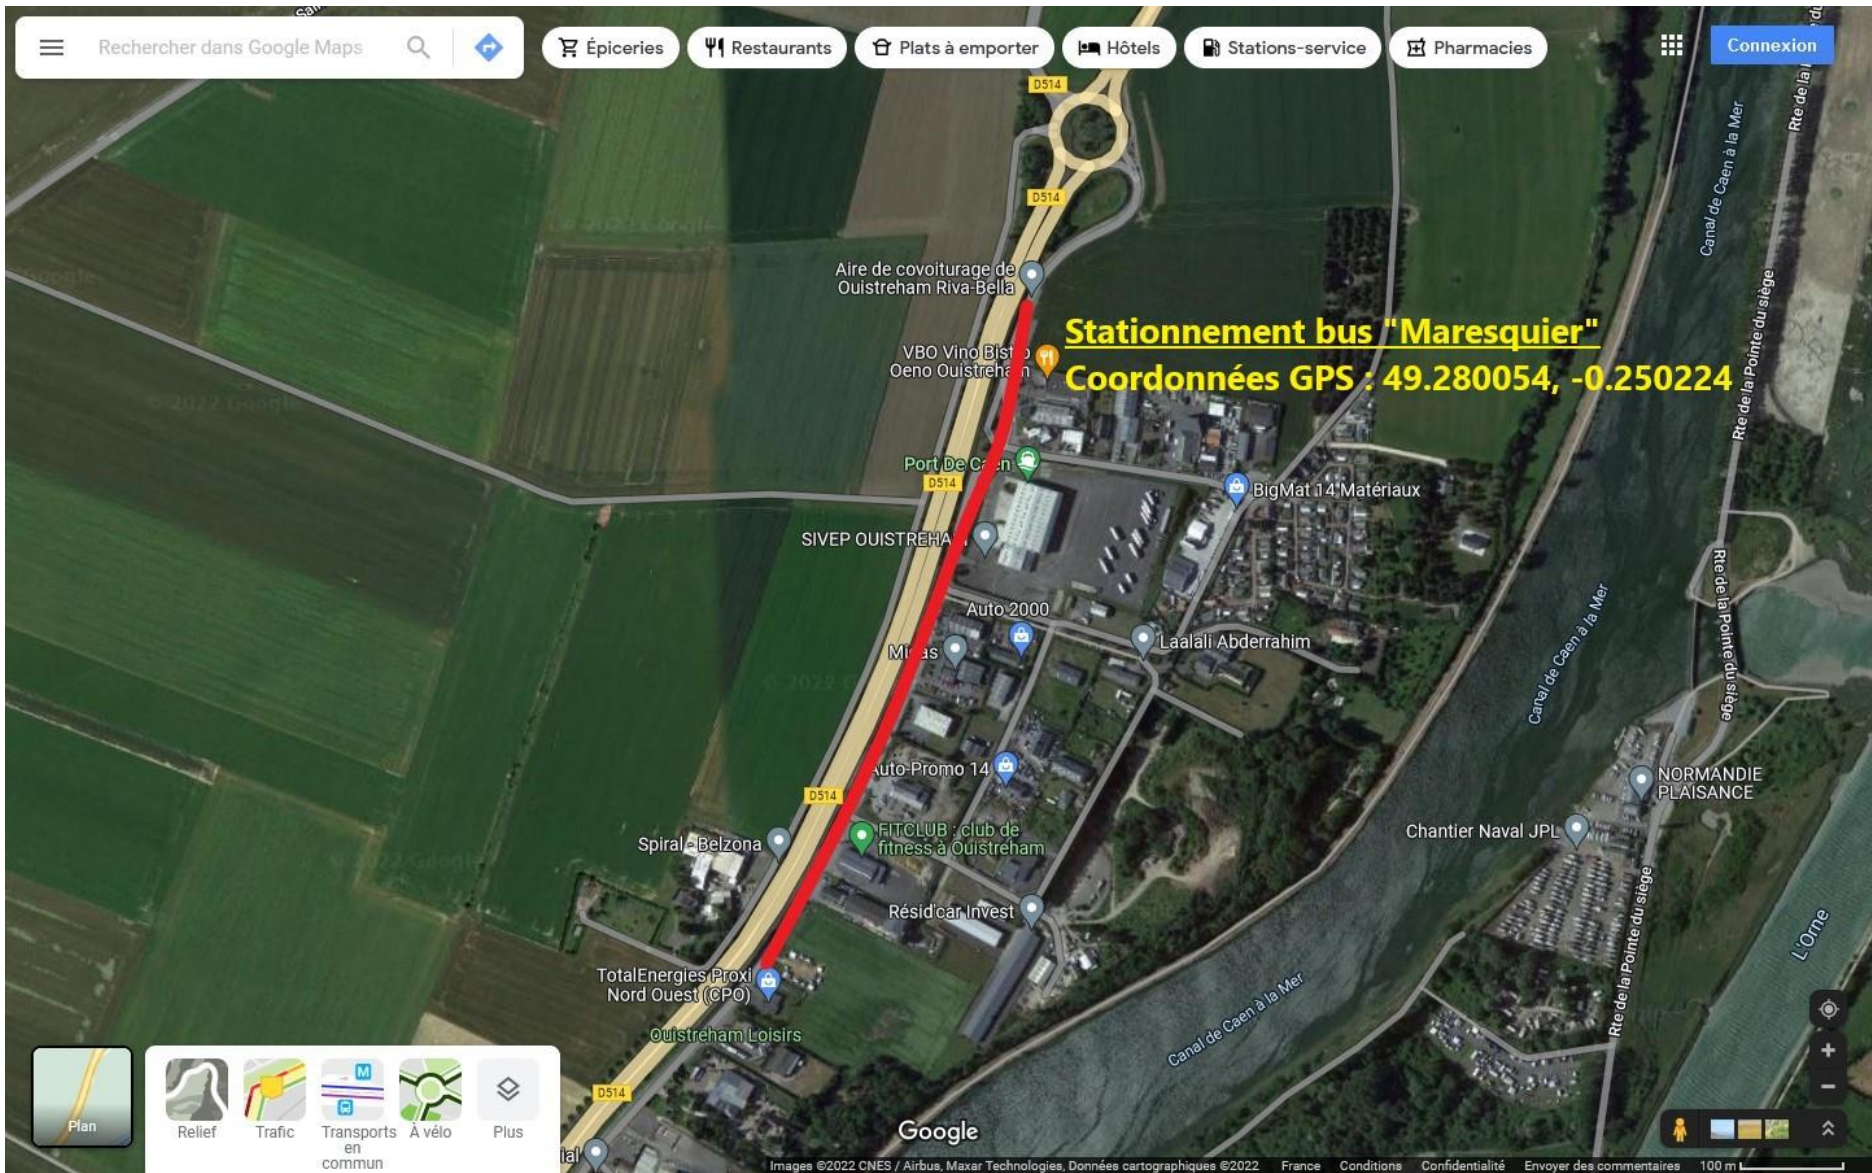 Rechercher dans Google Maps
Épiceries
Restaurants
Plats à emporter
Hôtels
Stations-service
Pharmacies
Connexion
D514
D514
Canal de Caen à la Mer
Aire de covoiturage de
Ouistreham Riva-Bella
Stationnement bus "Maresquier"
Coordonnées GPS : 49.280054, -0.250224
VBO Vino Bistro
Oeno Ouistreham
Rte de la Pointe du siège
Port De Caen
D514
BigMat 14 Matériaux
SIVEP OUISTREHAM
Auto 2000
Laalali Abderrahim
Rte de la Pointe du siège
Canal de Caen à la Mer
Auto-Promo 14
NORMANDIE
PLAISANCE
D514
FITCLUB : club de
fitness à Ouistreham
Spiral - Belzona
Chantier Naval JPL
Résid'car Invest
Rte de la Pointe du siège
L'Orne
TotalEnergies Proxi
Nord Ouest (CPO)
Canal de Caen à la Mer
Ouistreham Loisirs
D514
Plan
Relief
Trafic
Transports
en
commun
À vélo
Plus
Google
Images ©2022 CNES / Airbus, Maxar Technologies, Données cartographiques ©2022
France
Conditions
Confidentialité
Envoyer des commentaires
100 m